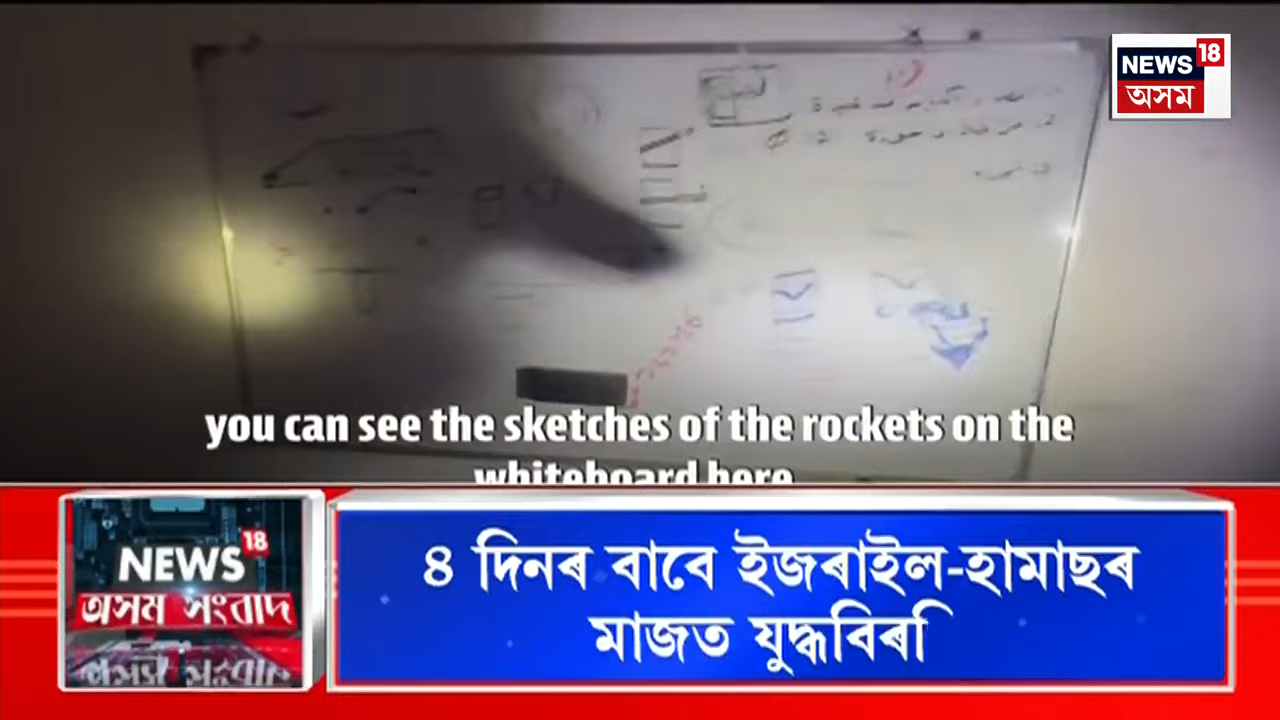 NEWS 18
অসম
you can see the sketches of the rockets on the
whiteboard here
NEWS 18
অসম সংবাদ
৪ দিনৰ বাবে ইজৰাইল-হামাছৰ
মাজত যুদ্ধবিৰতি